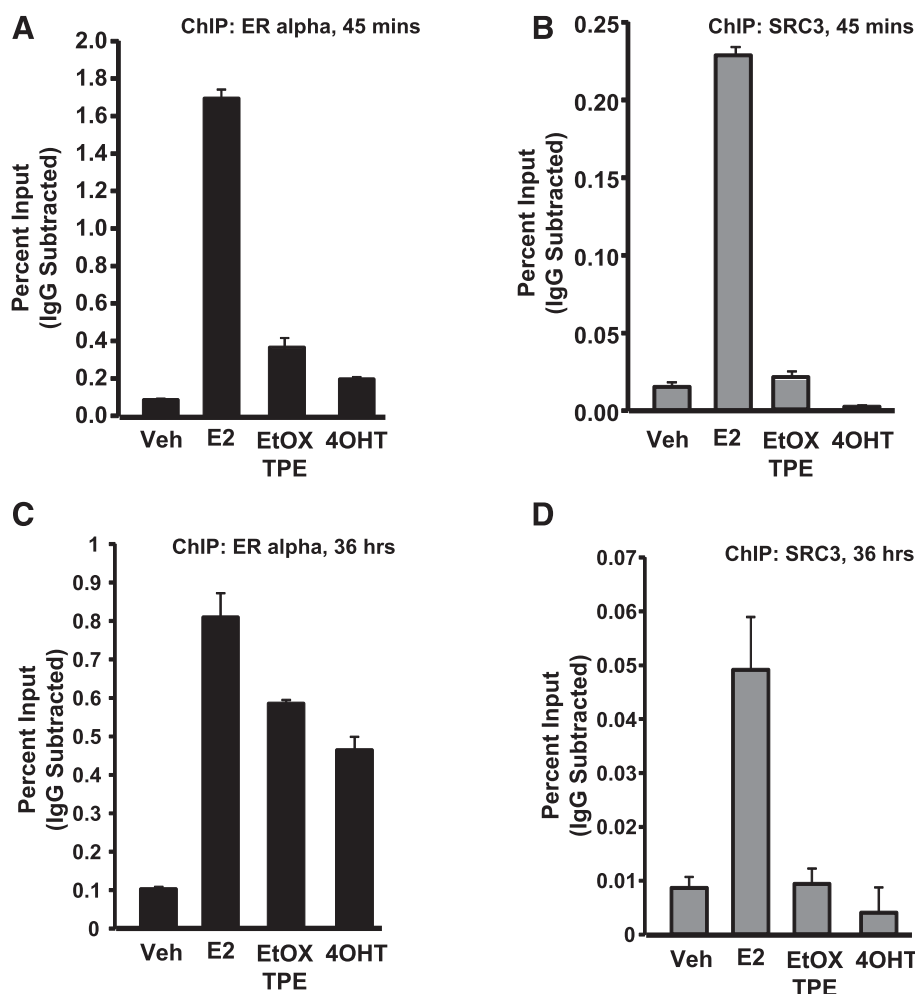 A
ChIP: ER alpha, 45 mins
Percent Input
(IgG Subtracted)
2.0
1.8
1.6
1.4
1.2
1.0
0.8
0.6
0.4
0.2
0.0
Veh E2 EtOX 4OHT
TPE
B
ChIP: SRC3, 45 mins
Percent Input
(IgG Subtracted)
0.25
0.20
0.15
0.10
0.05
0.00
Veh E2 EtOX 4OHT
TPE
C
ChIP: ER alpha, 36 hrs
Percent Input
(IgG Subtracted)
1
0.9
0.8
0.7
0.6
0.5
0.4
0.3
0.2
0.1
0
Veh E2 EtOX 4OHT
TPE
D
ChIP: SRC3, 36 hrs
Percent Input
(IgG Subtracted)
0.07
0.06
0.05
0.04
0.03
0.02
0.01
0
Veh E2 EtOX 4OHT
TPE